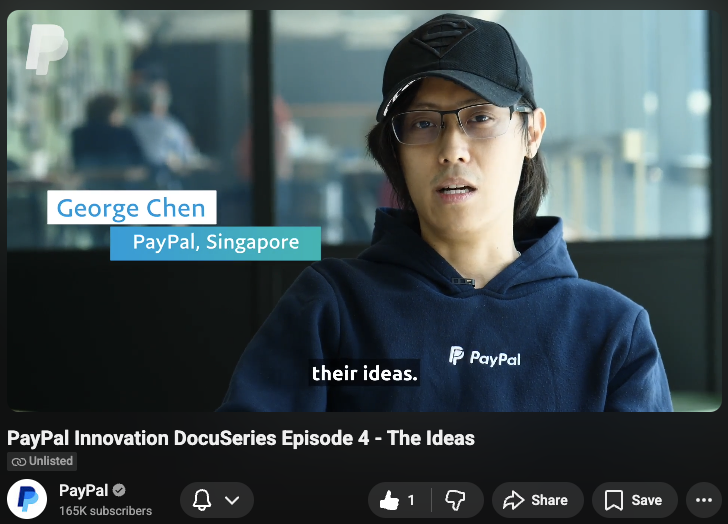 George Chen
PayPal, Singapore
PayPal
their ideas.
PayPal Innovation DocuSeries Episode 4 - The Ideas
Unlisted
PayPal
165K subscribers
1
Share
Save